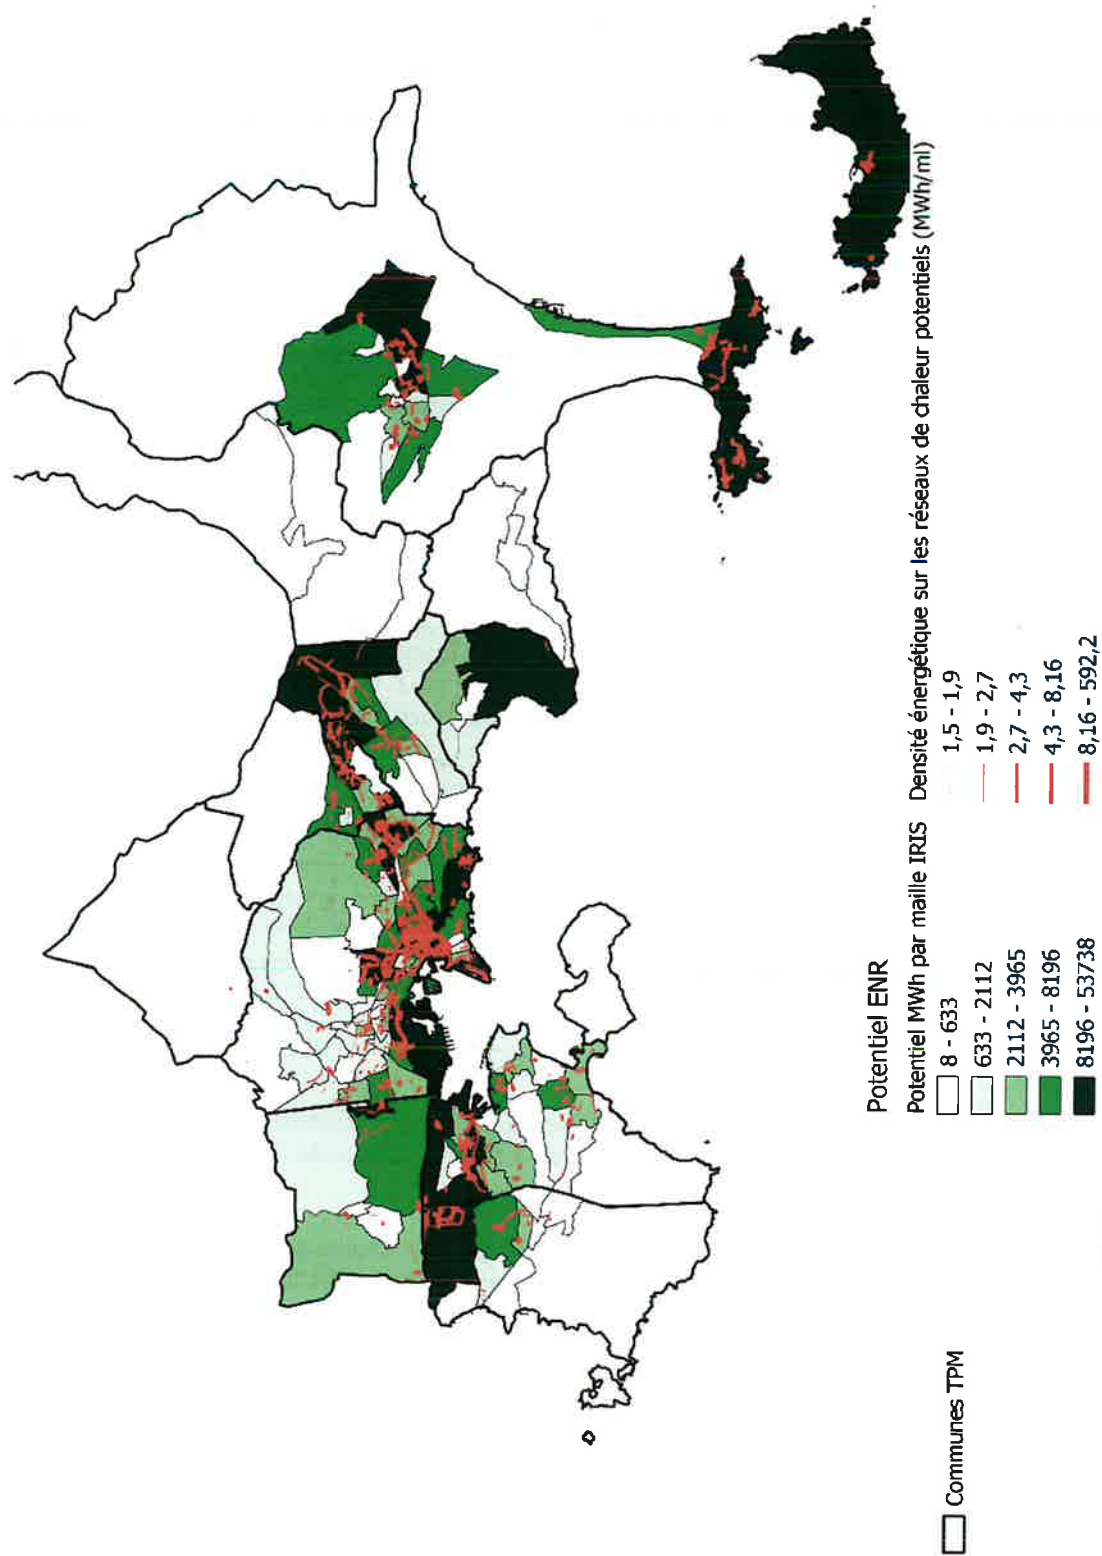 Potentiel ENR
Potentiel MWh par maille IRIS
8 - 633
633 - 2112
2112 - 3965
3965 - 8196
8196 - 53738
Densité énergétique sur les réseaux de chaleur potentiels (MWh/ml)
1,5 - 1,9
1,9 - 2,7
2,7 - 4,3
4,3 - 8,16
8,16 - 592,2
Communes TPM